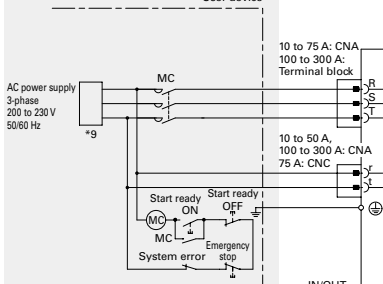 10 to 75 A: CNA
100 to 300 A:
Terminal block
MC
R
S
T
AC power supply
3-phase
200 to 230 V
50/60 Hz
*9
10 to 50 A,
100 to 300 A: CNA
75 A: CNC
r
t
Start ready
ON
Start ready
OFF
MC
MC
System error
Emergency
stop